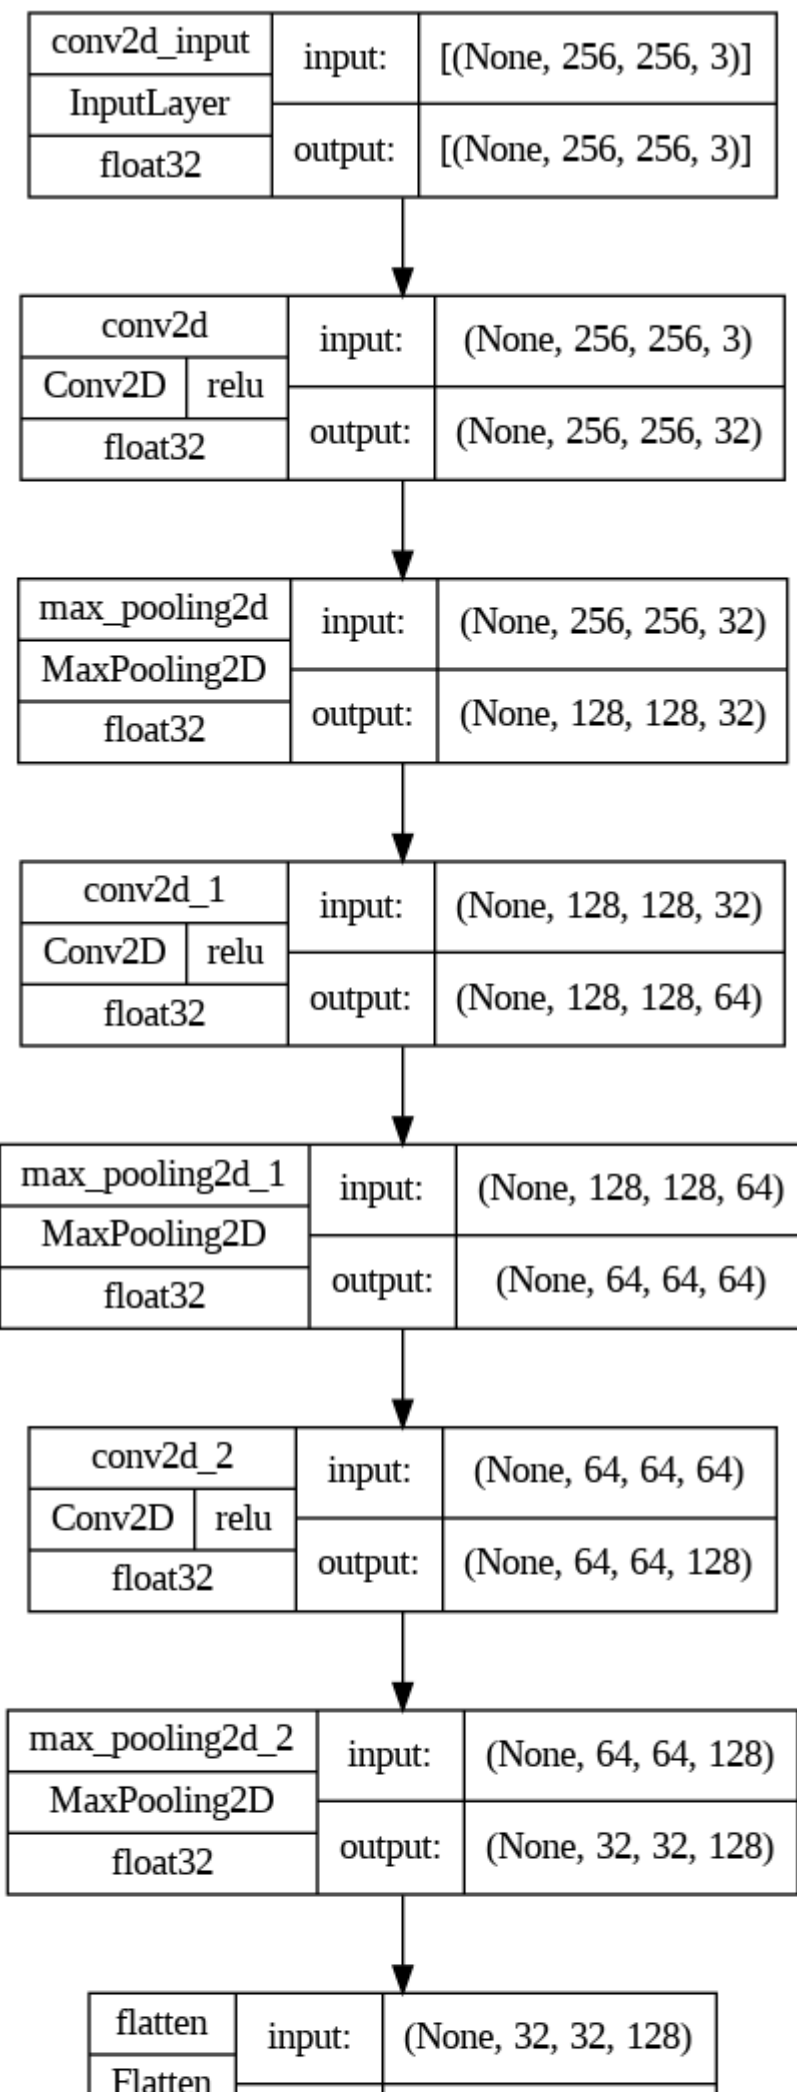 conv2d_input
InputLayer
float32
input: [(None, 256, 256, 3)]
output: [(None, 256, 256, 3)]
conv2d
Conv2D relu
float32
input: (None, 256, 256, 3)
output: (None, 256, 256, 32)
max_pooling2d
MaxPooling2D
float32
input: (None, 256, 256, 32)
output: (None, 128, 128, 32)
conv2d_1
Conv2D relu
float32
input: (None, 128, 128, 32)
output: (None, 128, 128, 64)
max_pooling2d_1
MaxPooling2D
float32
input: (None, 128, 128, 64)
output: (None, 64, 64, 64)
conv2d_2
Conv2D relu
float32
input: (None, 64, 64, 64)
output: (None, 64, 64, 128)
max_pooling2d_2
MaxPooling2D
float32
input: (None, 64, 64, 128)
output: (None, 32, 32, 128)
flatten
Flatten
input: (None, 32, 32, 128)